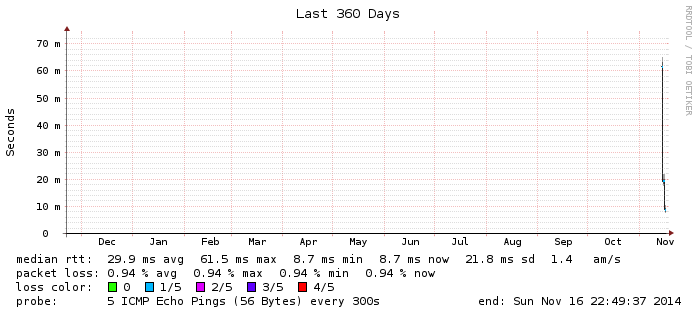 Last 360 Days
RRDTOOL / TOBI OETIKER
Seconds
70 m
60 m
50 m
40 m
30 m
20 m
10 m
0
Dec Jan Feb Mar Apr May Jun Jul Aug Sep Oct Nov
median rtt: 29.9 ms avg 61.5 ms max 8.7 ms min 8.7 ms now 21.8 ms sd 1.4 am/s
packet loss: 0.94 % avg 0.94 % max 0.94 % min 0.94 % now
loss color: 0 1/5 2/5 3/5 4/5
probe: 5 ICMP Echo Pings (56 Bytes) every 300s end: Sun Nov 16 22:49:37 2014